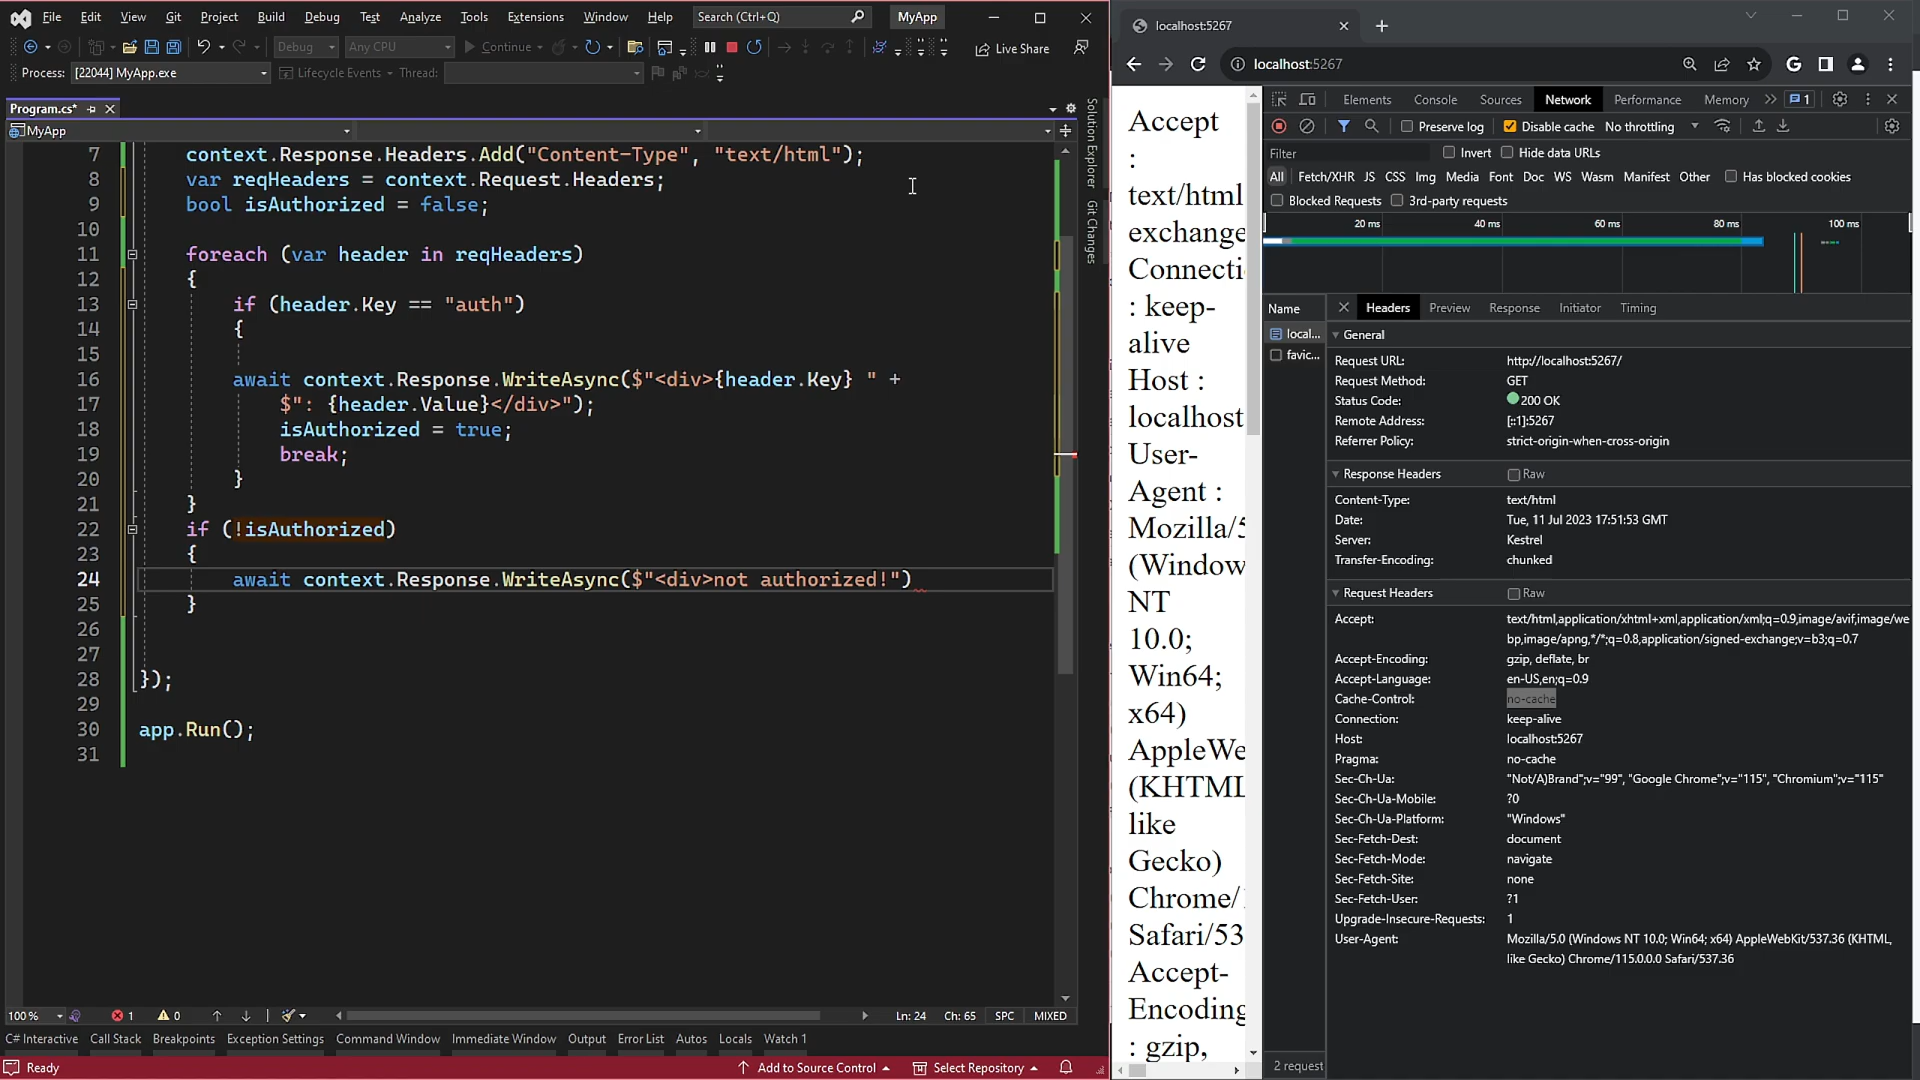 File Edit View Git Project Build Debug Test Analyze Tools Extensions Window Help Search (Ctrl+Q) MyApp
Debug Any CPU Continue Live Share
Process: [22044] MyApp.exe Lifecycle Events Thread:
Program.cs*
MyApp
7 context.Response.Headers.Add("Content-Type", "text/html");
8 var reqHeaders = context.Request.Headers;
9 bool isAuthorized = false;
10
11 foreach (var header in reqHeaders)
12 {
13 if (header.Key == "auth")
14 {
15
16 await context.Response.WriteAsync($"<div>{header.Key} " +
17 $": {header.Value}</div>");
18 isAuthorized = true;
19 break;
20 }
21 }
22 if (!isAuthorized)
23 {
24 await context.Response.WriteAsync($"<div>not authorized!")
25 }
26
27
28 });
29
30 app.Run();
31
Solution Explorer
Git Changes
100 % 1 0 Ln: 24 Ch: 65 SPC MIXED
C# Interactive Call Stack Breakpoints Exception Settings Command Window Immediate Window Output Error List Autos Locals Watch 1
Ready Add to Source Control Select Repository
localhost:5267
localhost:5267
Accept
:
text/html
exchange
Connecti
: keep-
alive
Host :
localhost
User-
Agent :
Mozilla/5
(Window
NT
10.0;
Win64;
x64)
AppleWe
(KHTML
like
Gecko)
Chrome/
Safari/53
Accept-
Encoding
: gzip,
Elements Console Sources Network Performance Memory 1
Preserve log Disable cache No throttling
Filter Invert Hide data URLs
All Fetch/XHR JS CSS Img Media Font Doc WS Wasm Manifest Other Has blocked cookies
Blocked Requests 3rd-party requests
20 ms 40 ms 60 ms 80 ms 100 ms
Name Headers Preview Response Initiator Timing
local...
favic...
General
Request URL: http://localhost:5267/
Request Method: GET
Status Code: 200 OK
Remote Address: [::1]:5267
Referrer Policy: strict-origin-when-cross-origin
Response Headers Raw
Content-Type: text/html
Date: Tue, 11 Jul 2023 17:51:53 GMT
Server: Kestrel
Transfer-Encoding: chunked
Request Headers Raw
Accept: text/html,application/xhtml+xml,application/xml;q=0.9,image/avif,image/we
bp,image/apng,*/*;q=0.8,application/signed-exchange;v=b3;q=0.7
Accept-Encoding: gzip, deflate, br
Accept-Language: en-US,en;q=0.9
Cache-Control: no-cache
Connection: keep-alive
Host: localhost:5267
Pragma: no-cache
Sec-Ch-Ua: "Not/A)Brand";v="99", "Google Chrome";v="115", "Chromium";v="115"
Sec-Ch-Ua-Mobile: ?0
Sec-Ch-Ua-Platform: "Windows"
Sec-Fetch-Dest: document
Sec-Fetch-Mode: navigate
Sec-Fetch-Site: none
Sec-Fetch-User: ?1
Upgrade-Insecure-Requests: 1
User-Agent: Mozilla/5.0 (Windows NT 10.0; Win64; x64) AppleWebKit/537.36 (KHTML,
like Gecko) Chrome/115.0.0.0 Safari/537.36
2 request